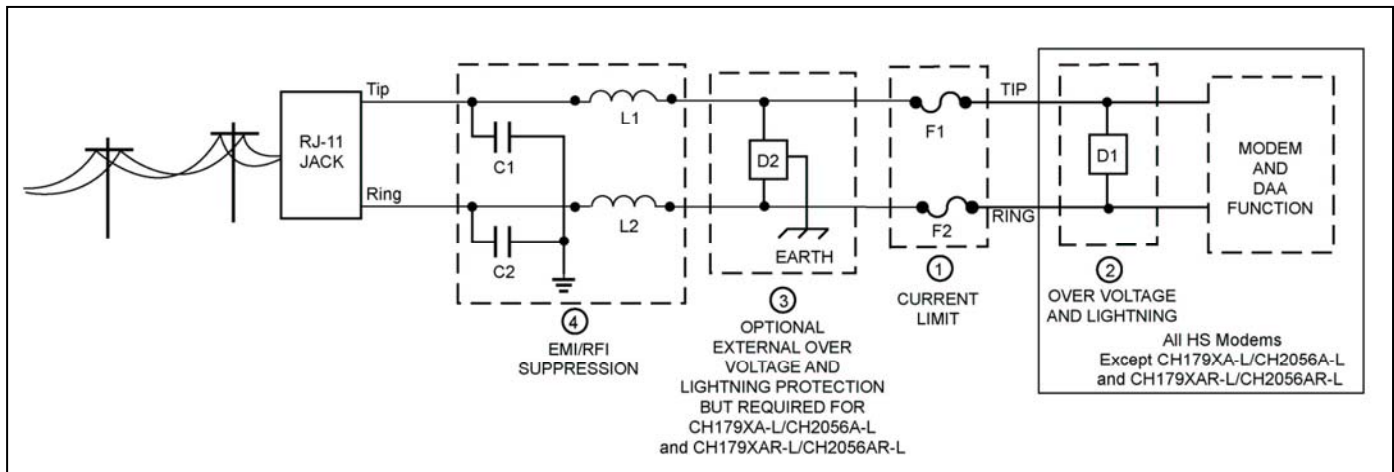 RJ-11
JACK
Tip
Ring
C1
C2
L1
L2
④
EMI/RFI
SUPPRESSION
D2
EARTH
③
OPTIONAL
EXTERNAL OVER
VOLTAGE AND
LIGHTNING PROTECTION
BUT REQUIRED FOR
CH179XA-L/CH2056A-L
and CH179XAR-L/CH2056AR-L
F1
F2
①
CURRENT
LIMIT
TIP
RING
D1
②
OVER VOLTAGE
AND LIGHTNING
MODEM
AND
DAA
FUNCTION
All HS Modems
Except CH179XA-L/CH2056A-L
and CH179XAR-L/CH2056AR-L